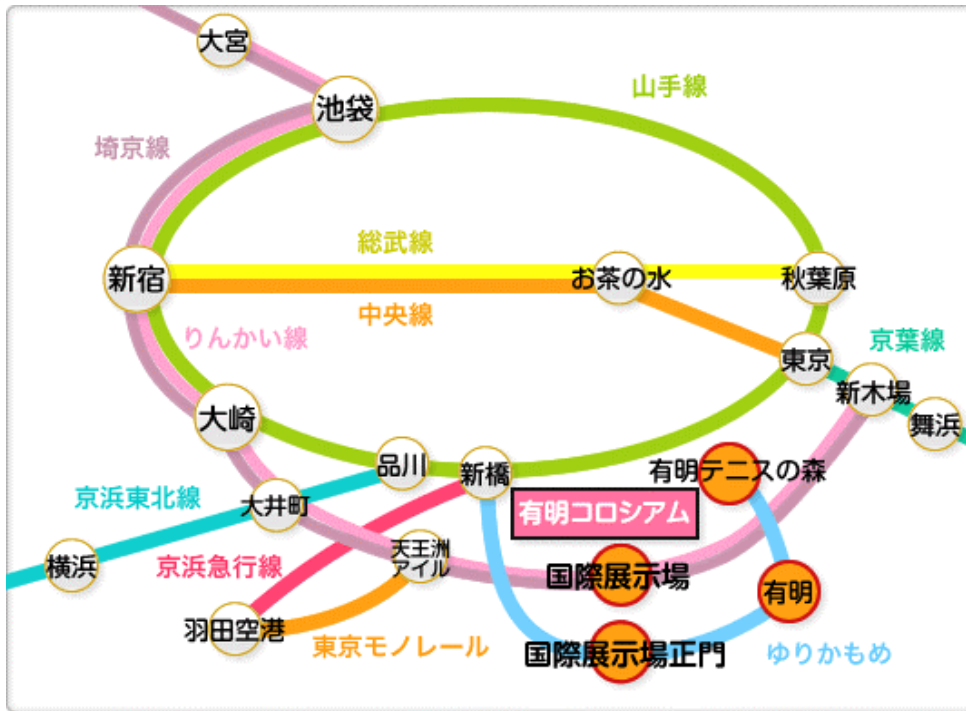 大宮
池袋
山手線
埼京線
総武線
新宿
お茶の水
秋葉原
中央線
りんかい線
京葉線
東京
新木場
大崎
舞浜
品川
新橋
有明テニスの森
京浜東北線
大井町
有明コロシアム
天王洲
アイル
横浜
京浜急行線
国際展示場
有明
羽田空港
東京モノレール
国際展示場正門
ゆりかもめ